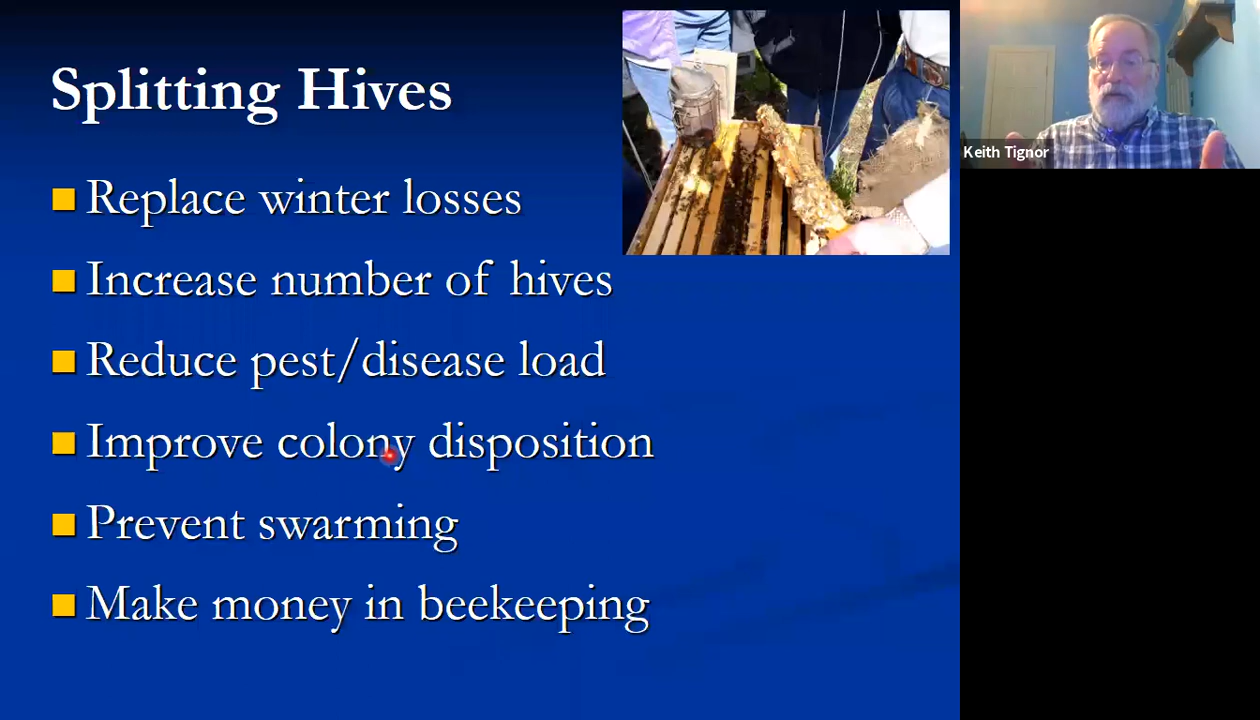 Splitting Hives
Replace winter losses
Increase number of hives
Reduce pest/disease load
Improve colony disposition
Prevent swarming
Make money in beekeeping
Keith Tignor